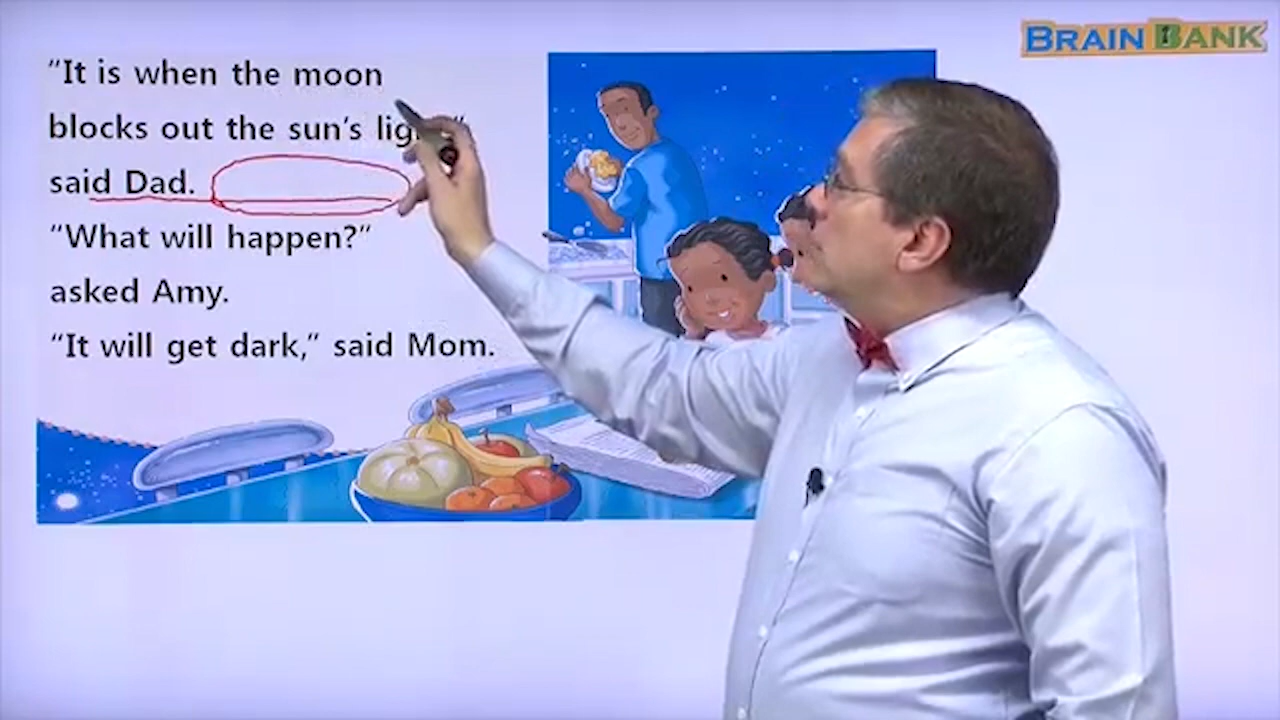 “It is when the moon
blocks out the sun’s
said Dad.
“What will happen?”
asked Amy.
“It will get dark,” said Mom.
BRAIN BANK